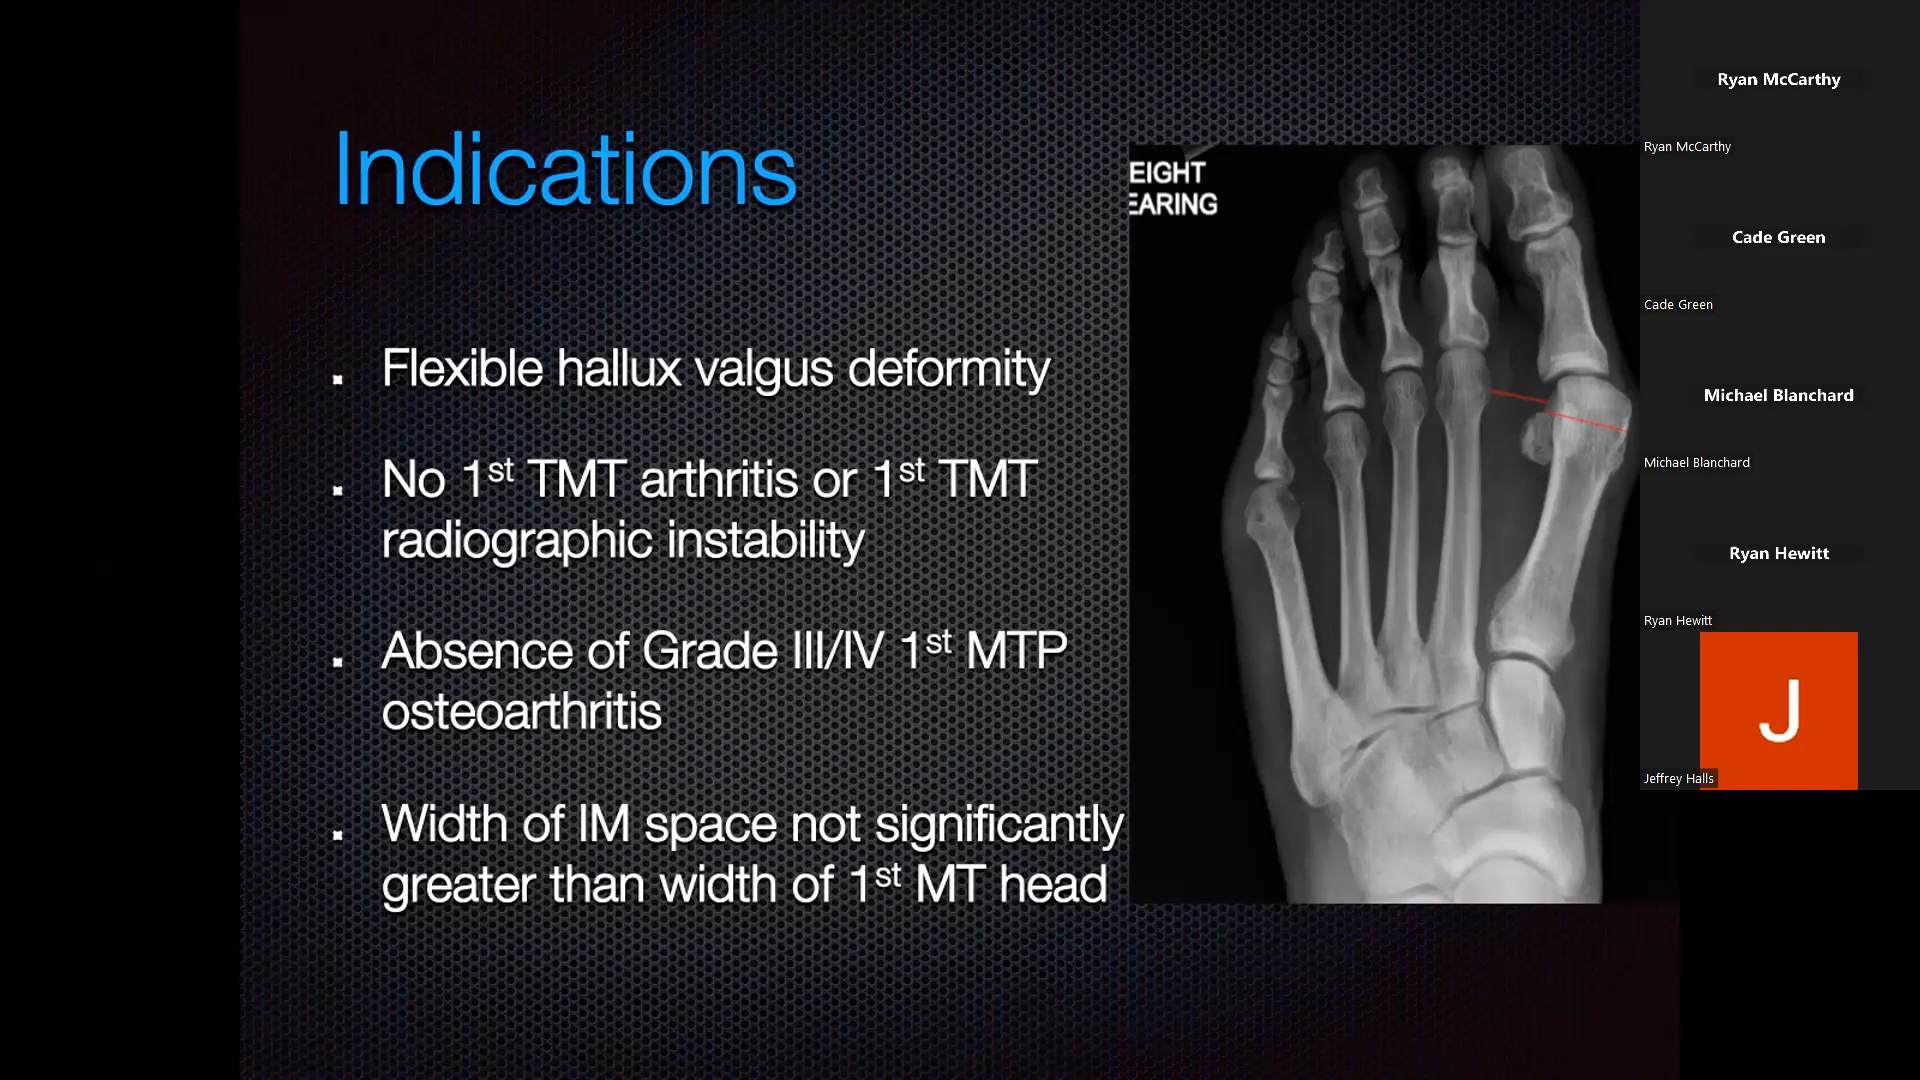 Indications
Flexible hallux valgus deformity
No 1st TMT arthritis or 1st TMT
radiographic instability
Absence of Grade III/IV 1st MTP
osteoarthritis
Width of IM space not significantly
greater than width of 1st MT head
EIGHT
EARING
Ryan McCarthy
Ryan McCarthy
Cade Green
Cade Green
Michael Blanchard
Michael Blanchard
Ryan Hewitt
Ryan Hewitt
J
Jeffrey Halls